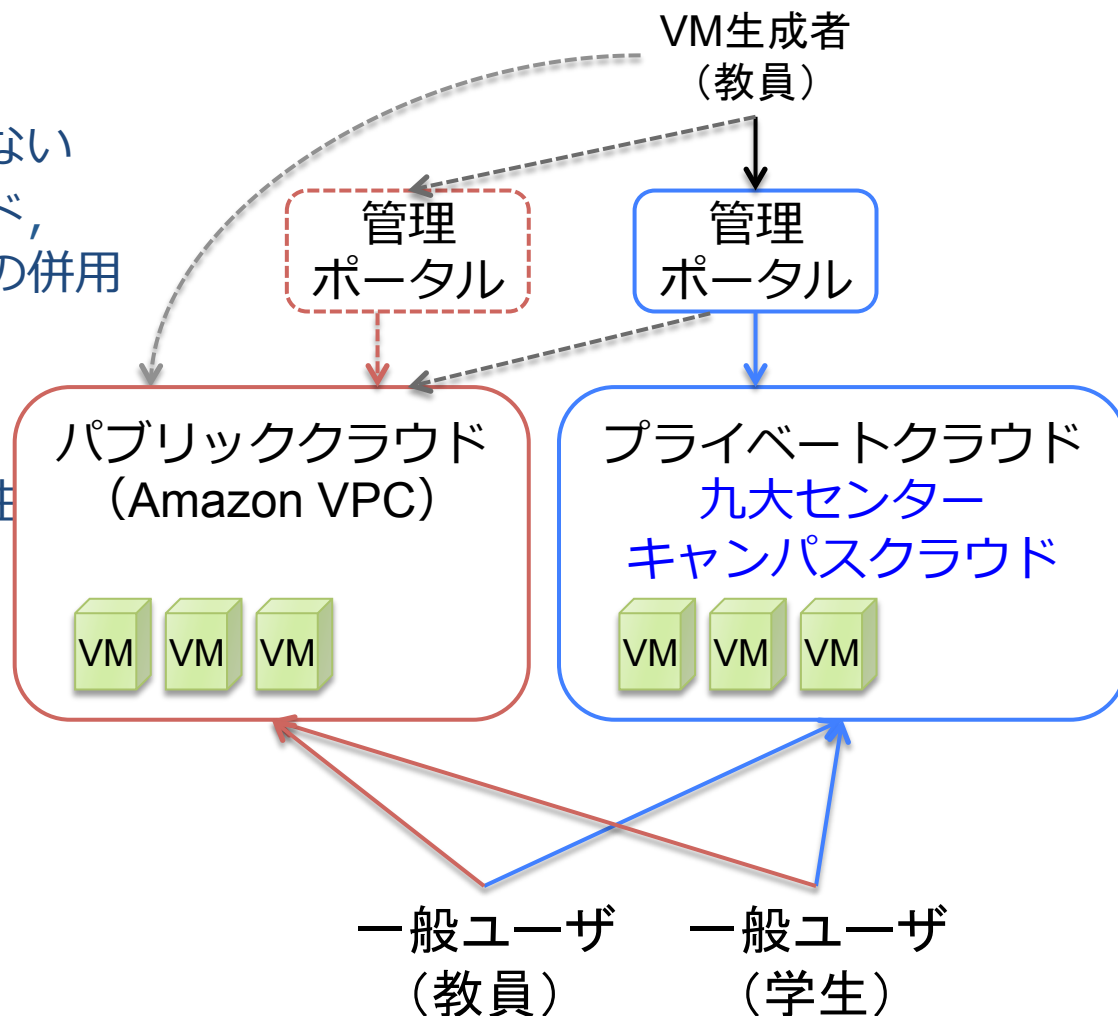 VM生成者
（教員）
ない
ド,
の併用
管理
ポータル
管理
ポータル
パブリッククラウド
（Amazon VPC）
性
プライベートクラウド
九大センター
キャンパスクラウド
VM VM VM
VM VM VM
一般ユーザ
（教員）
一般ユーザ
（学生）